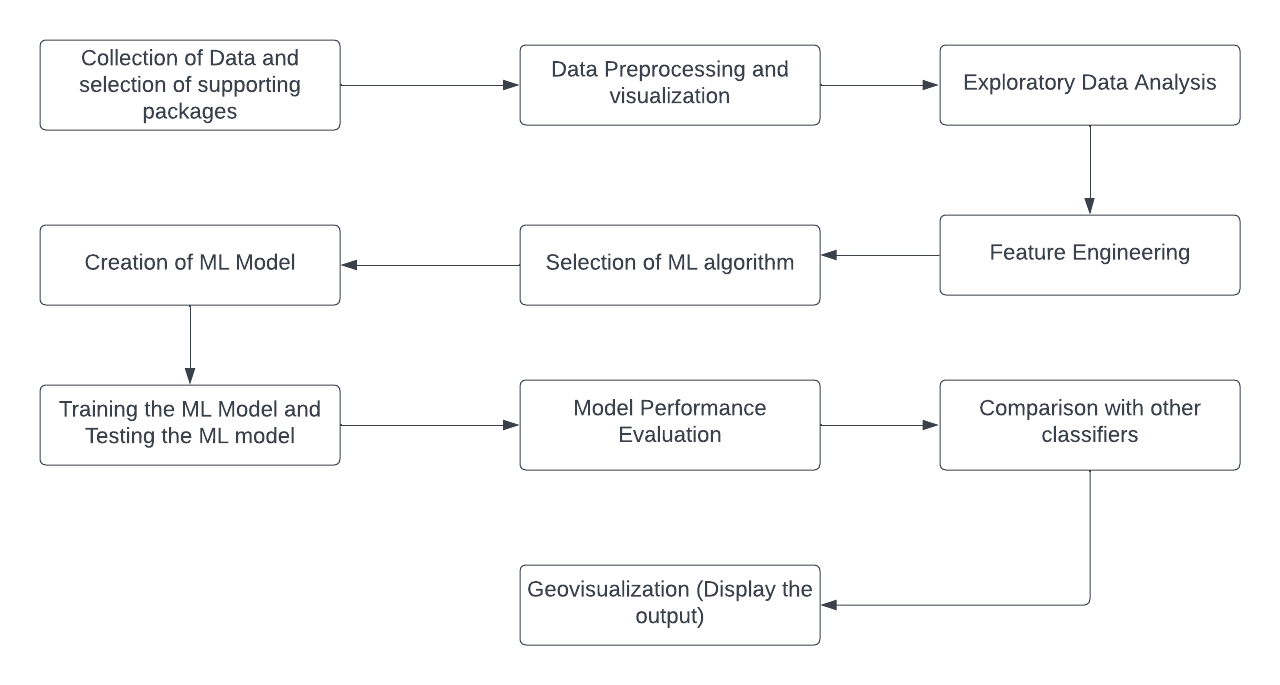 Collection of Data and
selection of supporting
packages
Data Preprocessing and
visualization
Exploratory Data Analysis
Feature Engineering
Selection of ML algorithm
Creation of ML Model
Training the ML Model and
Testing the ML model
Model Performance
Evaluation
Comparison with other
classifiers
Geovisualization (Display the
output)